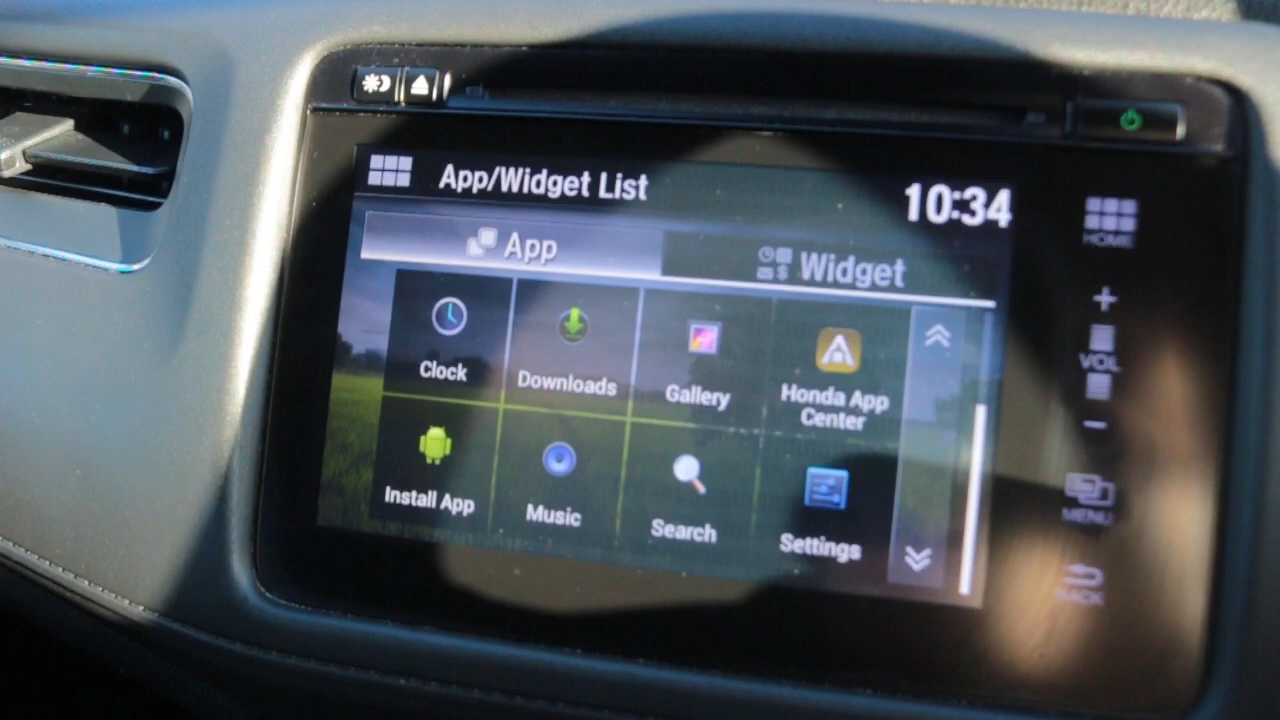 App/Widget List
10:34
App
Widget
Clock
Downloads
Gallery
Honda App
Center
Install App
Music
Search
Settings
HOME
+
VOL
−
MENU
BACK